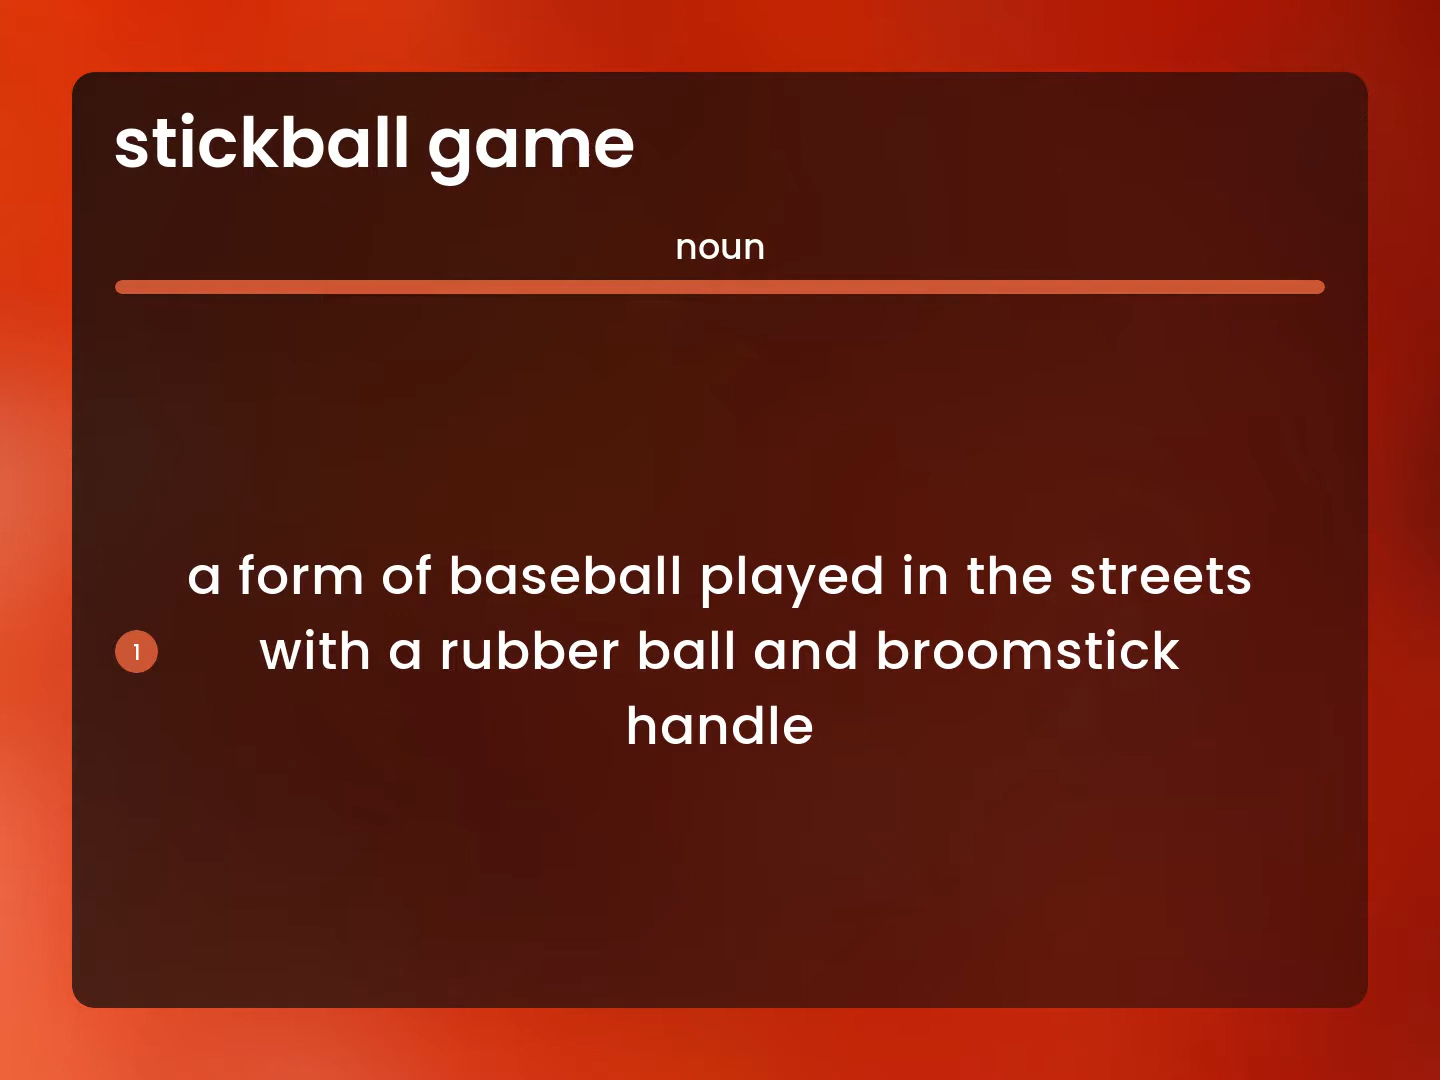 stickball game
noun
a form of baseball played in the streets
1
with a rubber ball and broomstick
handle